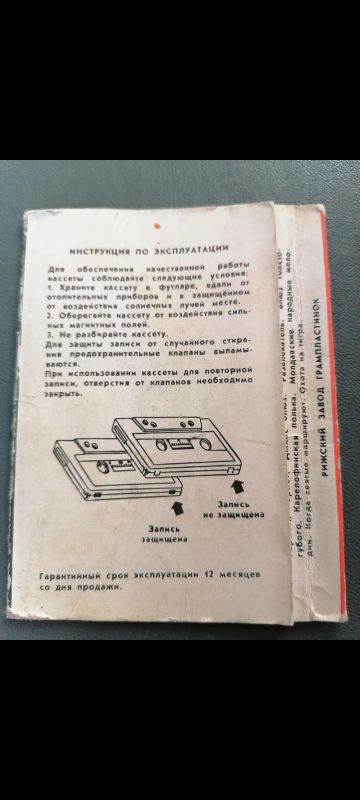 ИНСТРУКЦИЯ ПО ЭКСПЛУАТАЦИИ
Для обеспечения качественной работы
кассеты соблюдайте следующие условия:
1. Храните кассету в футляре, вдали от
отопительных приборов и в защищенном
от воздействия солнечных лучей месте.
2. Оберегайте кассету от воздействия силь-
ных магнитных полей.
3. Не разбирайте кассету.
Для защиты записи от случайного стира-
ния предохранительные клапаны выламы-
ваются.
При использовании кассеты для повторной
записи, отверстия от клапанов необходимо
закрыть.
Запись
не защищена
Запись
защищена
Гарантийный срок эксплуатации 12 месяцев
со дня продажи.
губого. Карелофинская полька. Молдавские народные мело-
дии. Когда святые маршируют. Охота на тигра.
РИЖСКИЙ ЗАВОД ГРАМПЛАСТИНОК